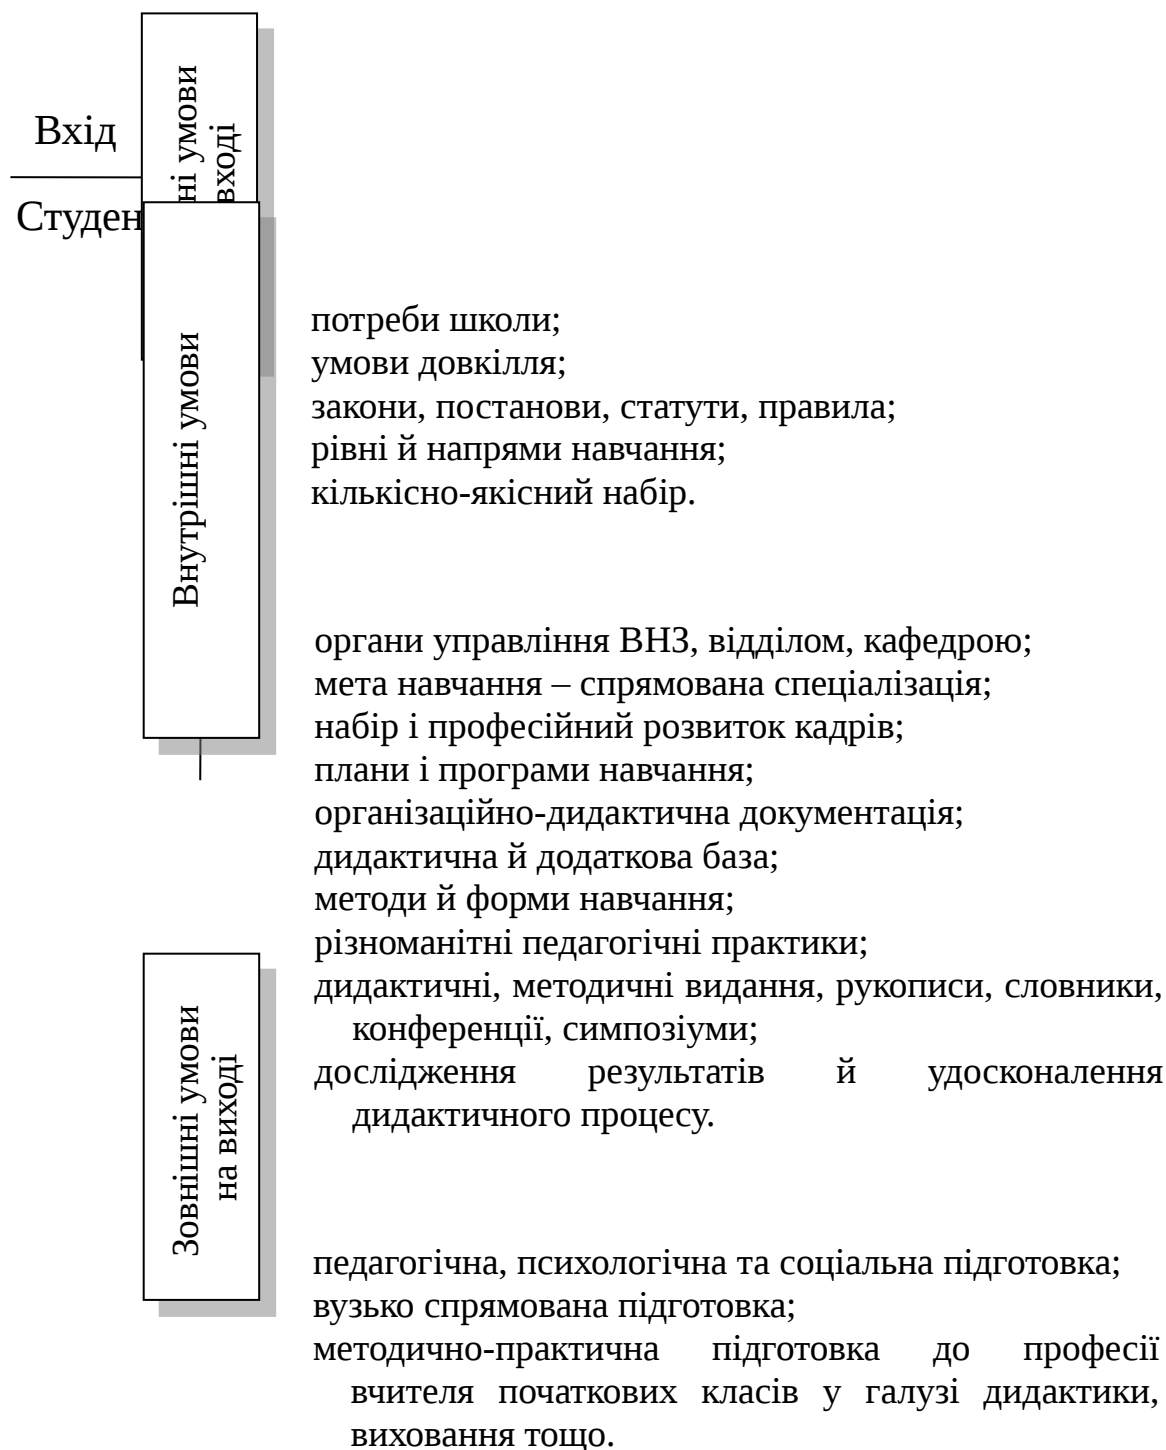 Вхід
Студен
ні умови
вході
Внутрішні умови
потреби школи;
умови довкілля;
закони, постанови, статути, правила;
рівні й напрями навчання;
кількісно-якісний набір.
органи управління ВНЗ, відділом, кафедрою;
мета навчання – спрямована спеціалізація;
набір і професійний розвиток кадрів;
плани і програми навчання;
організаційно-дидактична документація;
дидактична й додаткова база;
методи й форми навчання;
різноманітні педагогічні практики;
дидактичні, методичні видання, рукописи, словники,
конференції, симпозіуми;
дослідження результатів й удосконалення
дидактичного процесу.
Зовнішні умови
на виході
педагогічна, психологічна та соціальна підготовка;
вузько спрямована підготовка;
методично-практична підготовка до професії
вчителя початкових класів у галузі дидактики,
виховання тощо.